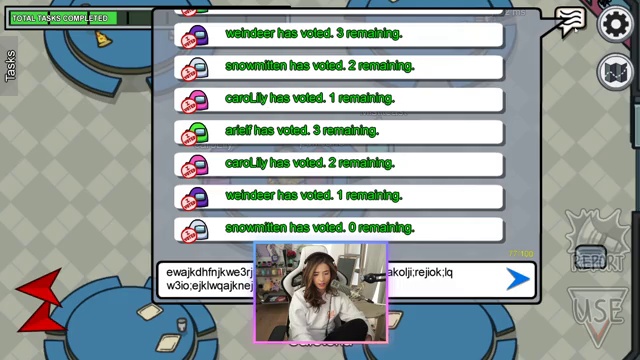 TOTAL TASKS COMPLETED
Tasks
weindeer has voted. 3 remaining.
snowmitten has voted. 2 remaining.
caroLily has voted. 1 remaining.
arielf has voted. 3 remaining.
caroLily has voted. 2 remaining.
weindeer has voted. 1 remaining.
snowmitten has voted. 0 remaining.
77/100
ewajkdhfnjkwe3rj akolji;rejiok;lq
w3io;ejklwqajknej
REPORT
USE